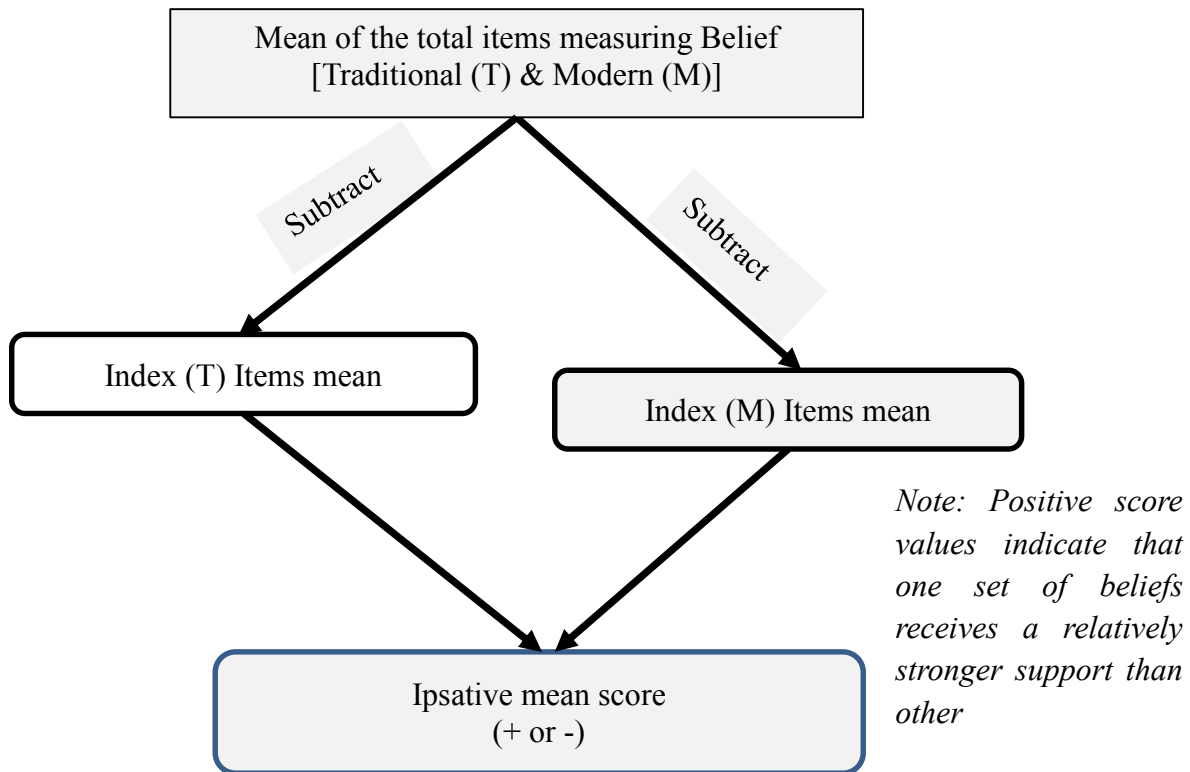 Mean of the total items measuring Belief
[Traditional (T) & Modern (M)]
Subtract
Subtract
Index (T) Items mean
Index (M) Items mean
Note: Positive score
values indicate that
one set of beliefs
receives a relatively
stronger support than
other
Ipsative mean score
(+ or -)